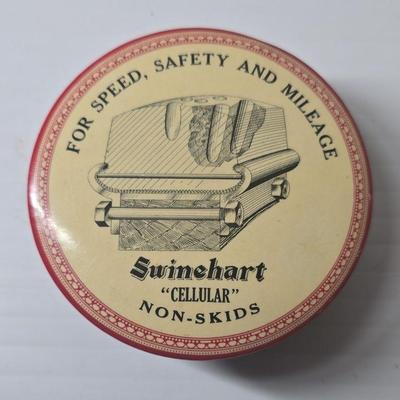 FOR SPEED, SAFETY AND MILEAGE
Swinehart
"CELLULAR"
NON-SKIDS